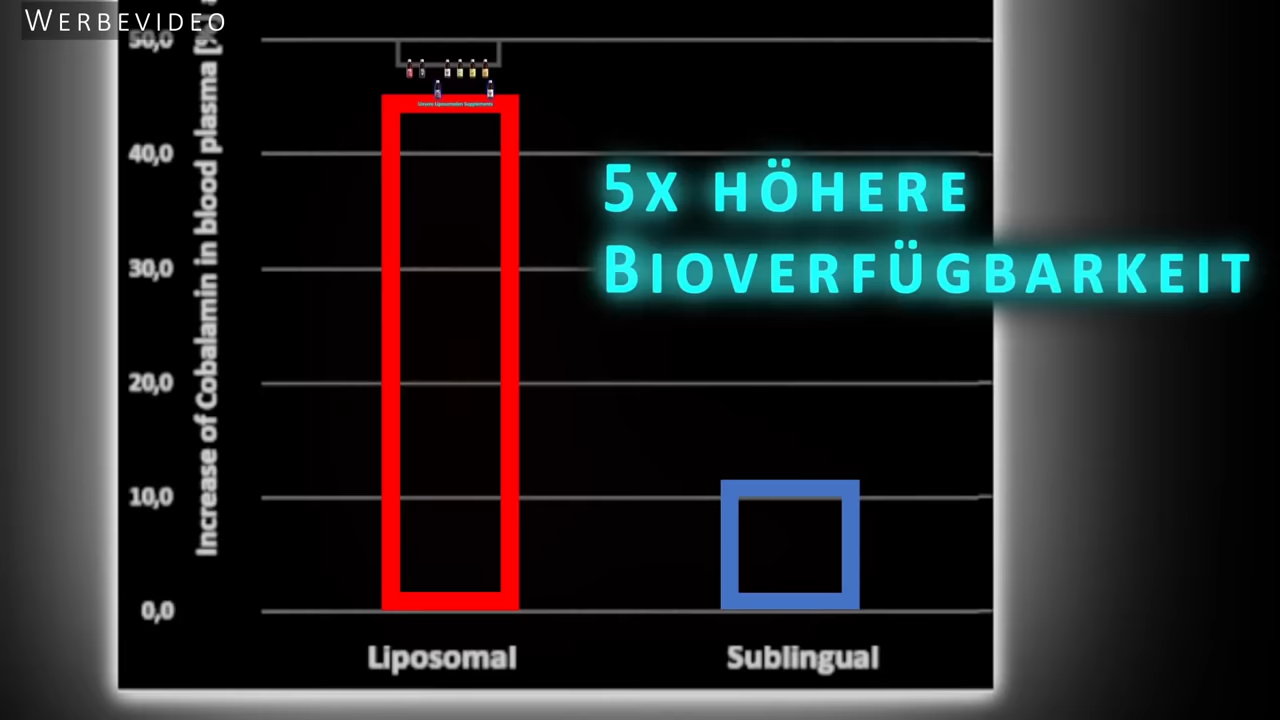 WERBEVIDEO
50,0
40,0
30,0
20,0
10,0
0,0
Increase of Cobalamin in blood plasma [%
5X HÖHERE
BIOVERFÜGBARKEIT
Liposomal
Sublingual